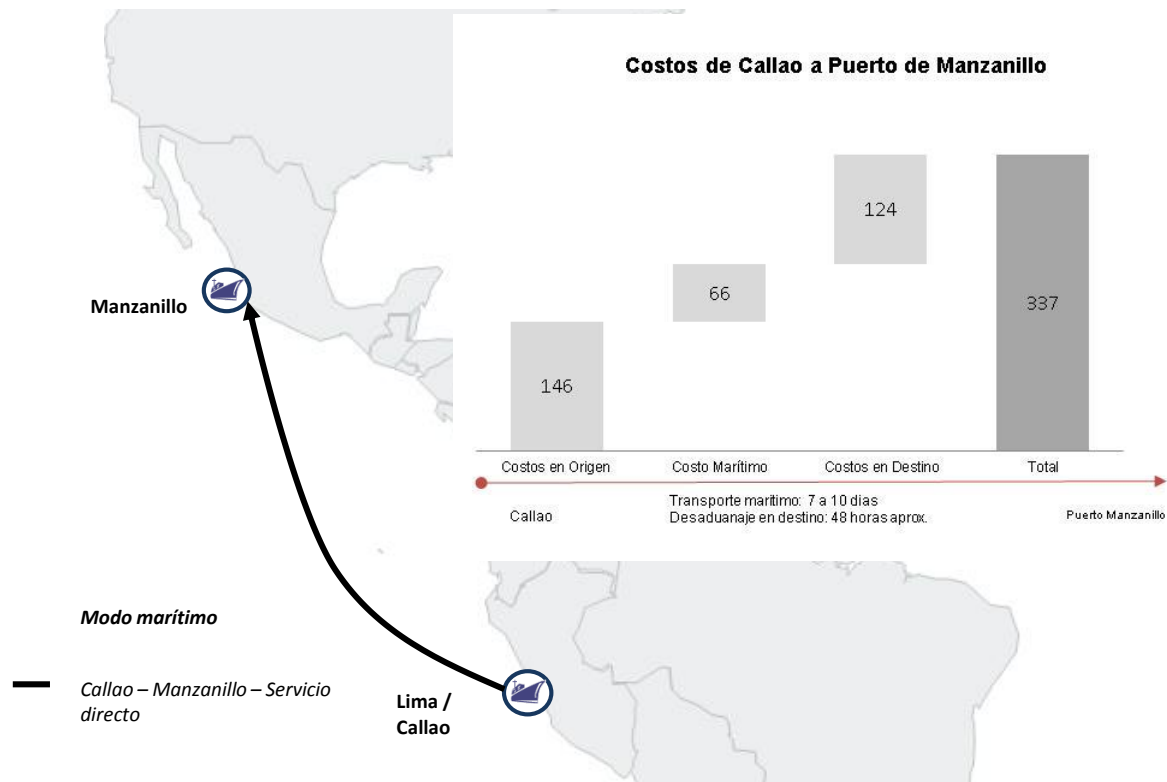 Costos de Callao a Puerto de Manzanillo
124
66
337
146
Costos en Origen
Costo Marítimo
Costos en Destino
Total
Transporte maritimo: 7 a 10 dias
Desaduanaje en destino: 48 horas aprox.
Callao
Puerto Manzanillo
Manzanillo
Modo marítimo
Callao – Manzanillo – Servicio
directo
Lima /
Callao